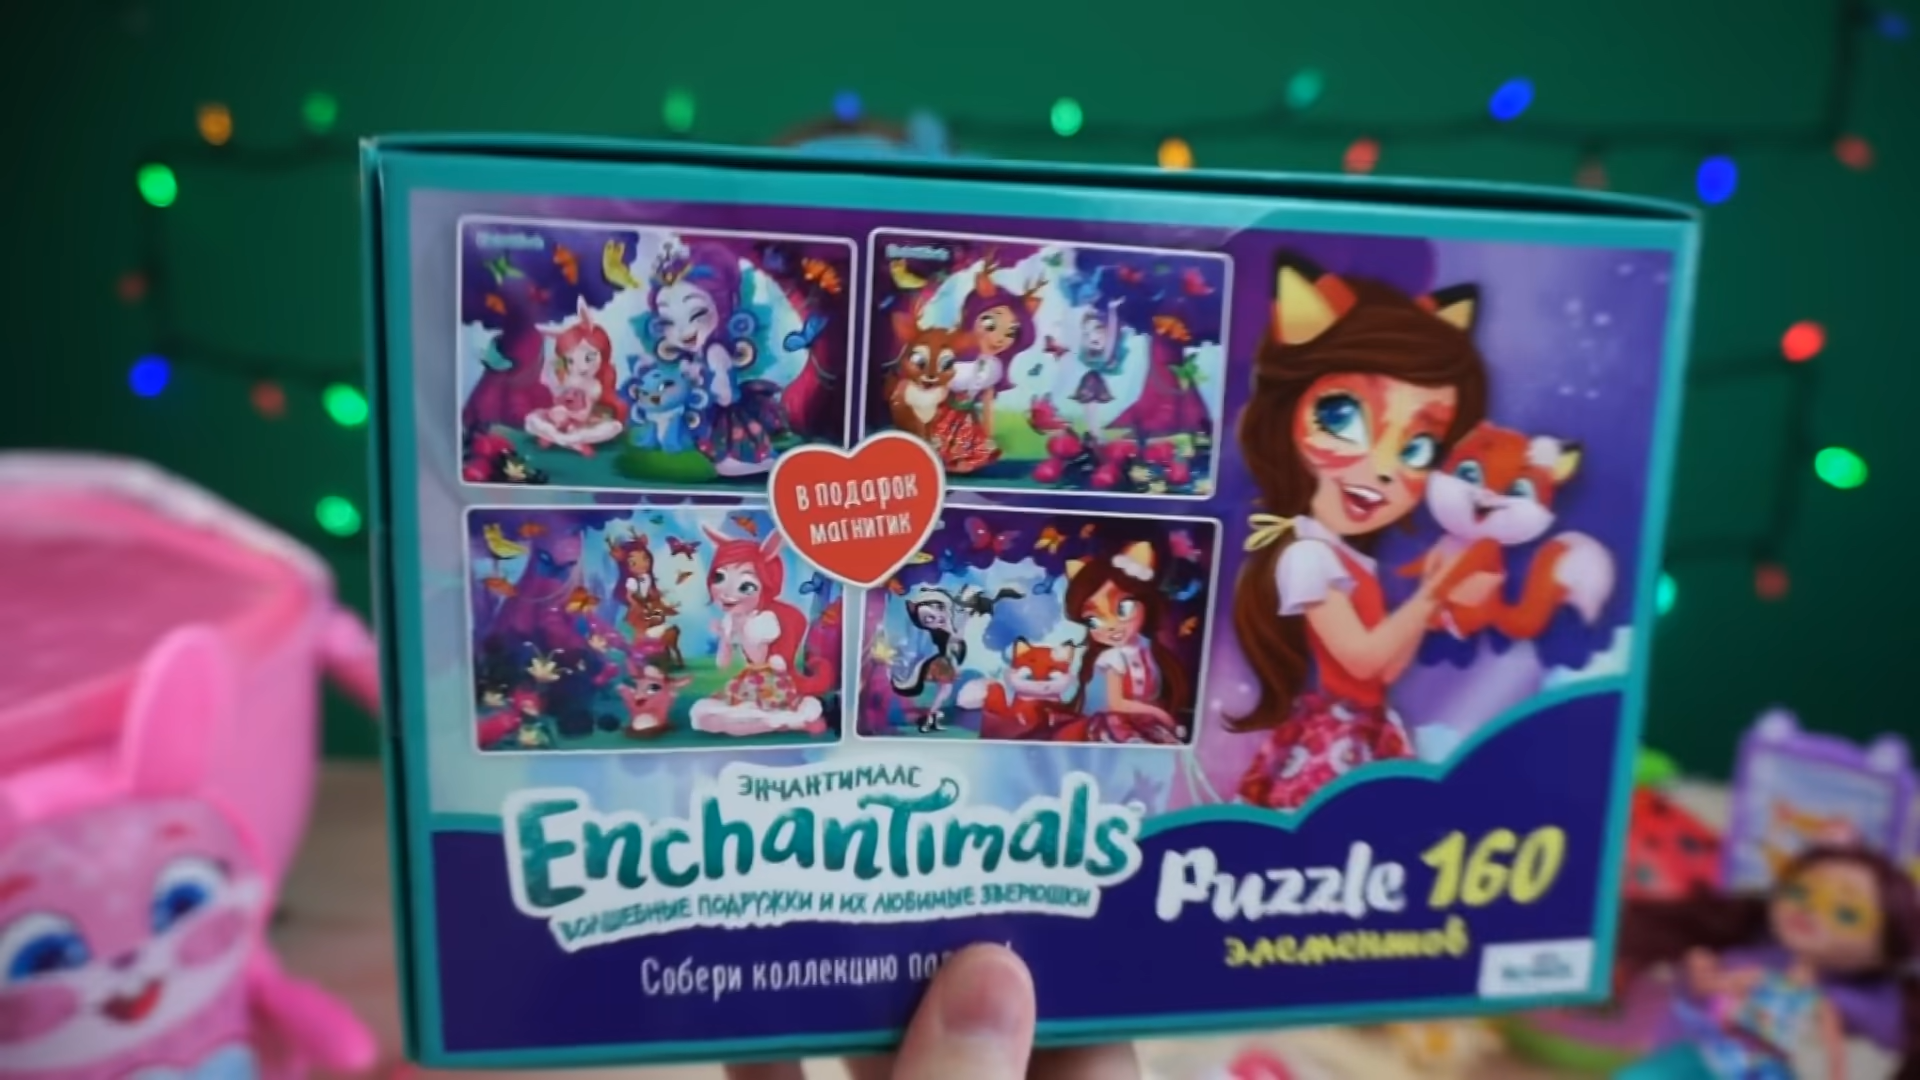 В ПОДАРОК
МАГНИТИК
ЭНЧАНТИМАЛС
Enchantimals
ВОЛШЕБНЫЕ ПОДРУЖКИ И ИХ ЛЮБИМЫЕ ЗВЕРЮШКИ
Puzzle 160
элементов
Собери коллекцию